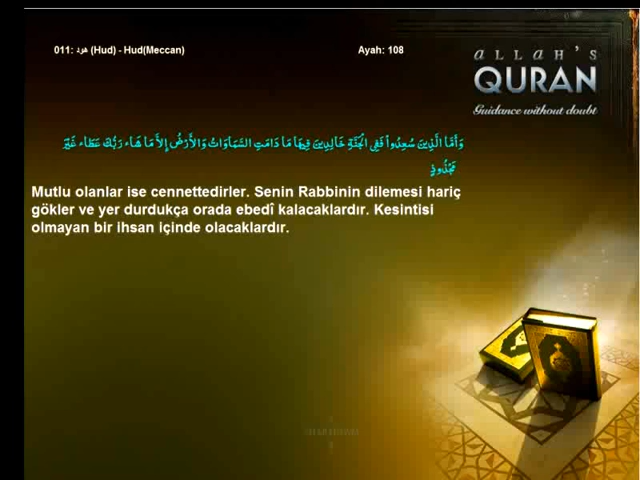 011: هود (Hud) - Hud(Meccan)
Ayah: 108
ALLAH'S
QURAN
Guidance without doubt
وَأَمَّا الَّذِينَ سُعِدُواْ فَفِي الْجَنَّةِ خَالِدِينَ فِيهَا مَا دَامَتِ السَّمَاوَاتُ وَالأَرْضُ إِلاَّ مَا شَاء رَبُّكَ عَطَاء غَيْرَ
مَجْذُوذٍ
Mutlu olanlar ise cennettedirler. Senin Rabbinin dilemesi hariç
gökler ve yer durdukça orada ebedî kalacaklardır. Kesintisi
olmayan bir ihsan içinde olacaklardır.